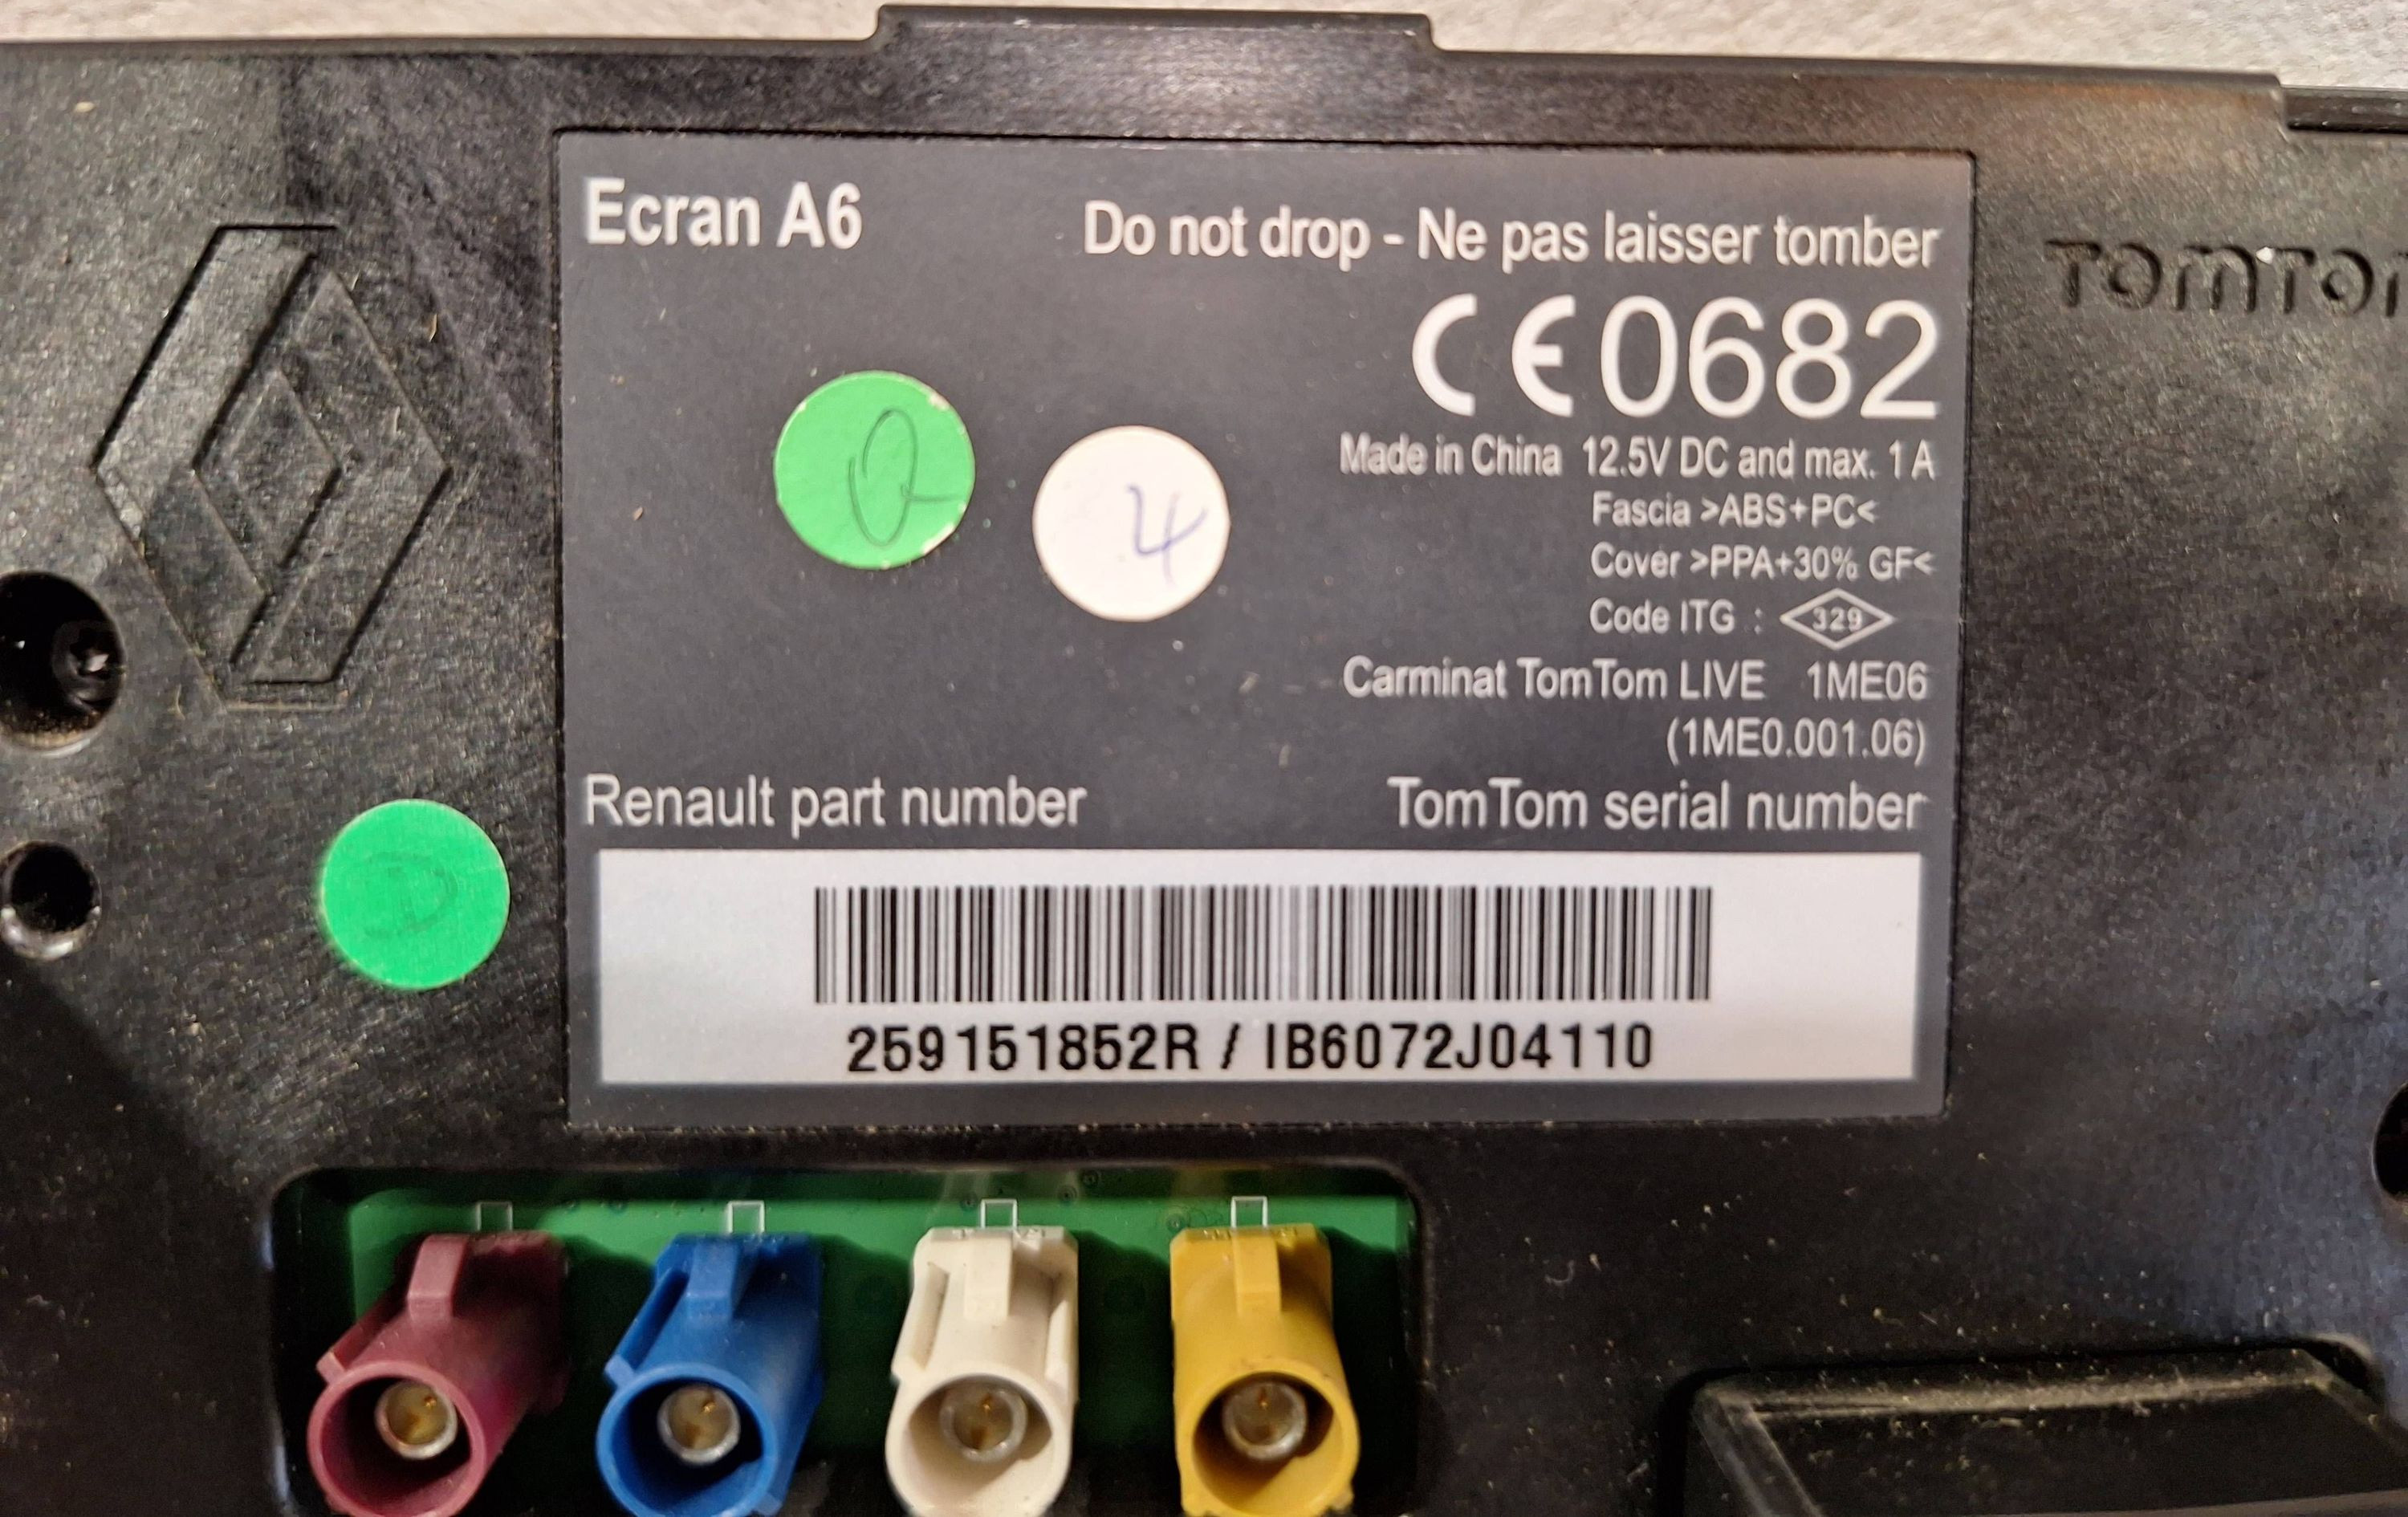 Ecran A6
Do not drop - Ne pas laisser tomber
CE 0682
Made in China 12.5V DC and max. 1 A
Fascia >ABS+PC<
Cover >PPA+30% GF<
Code ITG : 329
Carminat TomTom LIVE 1ME06
(1ME0.001.06)
Renault part number
TomTom serial number
259151852R / IB6072J04110
4